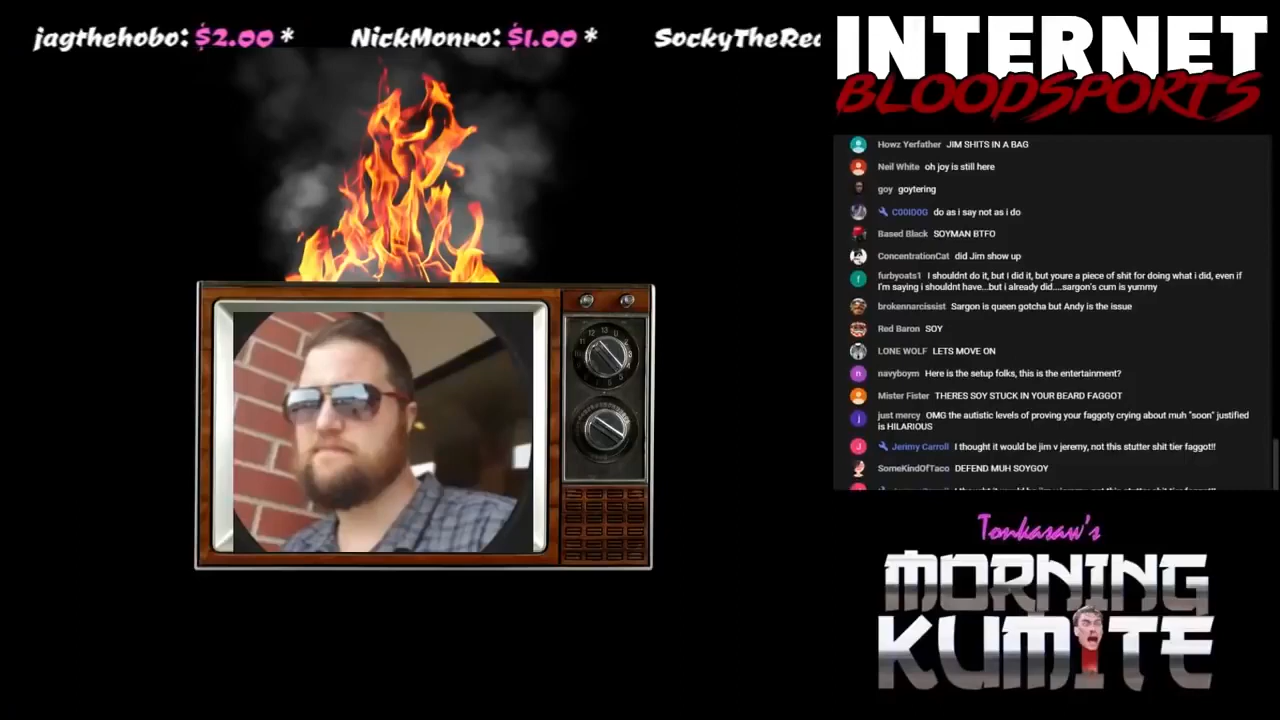 jagthehobo: $2.00 * NickMonro: $1.00 * SockyTheRed
INTERNET
BLOODSPORTS
Howz Yerfather JIM SHITS IN A BAG
Neil White oh joy is still here
goy goytering
C00ID0G do as i say not as i do
Based Black SOYMAN BTFO
ConcentrationCat did Jim show up
furbyoats1 I shouldnt do it, but i did it, but youre a piece of shit for doing what i did, even if
I'm saying i shouldnt have...but i already did....sargon's cum is yummy
brokennarcissist Sargon is queen gotcha but Andy is the issue
Red Baron SOY
LONE WOLF LETS MOVE ON
navyboym Here is the setup folks, this is the entertainment?
Mister Fister THERES SOY STUCK IN YOUR BEARD FAGGOT
just mercy OMG the autistic levels of proving your faggoty crying about muh "soon" justified
is HILARIOUS
Jerimy Carroll I thought it would be jim v jeremy, not this stutter shit tier faggot!!
SomeKindOfTaco DEFEND MUH SOYGOY
Tonkasaw's
MORNING
KUMITE